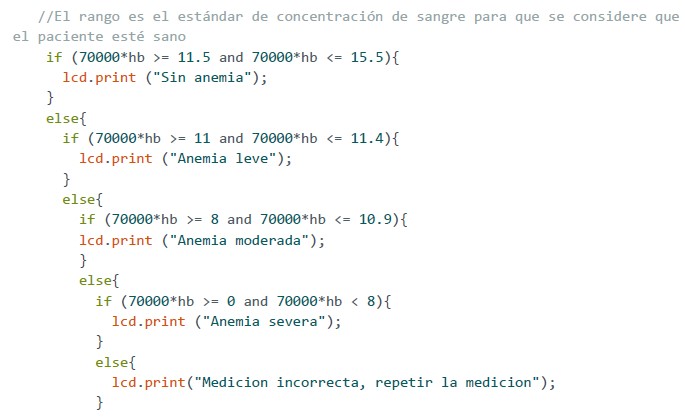 //El rango es el estándar de concentración de sangre para que se considere que
el paciente esté sano
if (70000*hb >= 11.5 and 70000*hb <= 15.5){
lcd.print ("Sin anemia");
}
else{
if (70000*hb >= 11 and 70000*hb <= 11.4){
lcd.print ("Anemia leve");
}
else{
if (70000*hb >= 8 and 70000*hb <= 10.9){
lcd.print ("Anemia moderada");
}
else{
if (70000*hb >= 0 and 70000*hb < 8){
lcd.print ("Anemia severa");
}
else{
lcd.print("Medicion incorrecta, repetir la medicion");
}